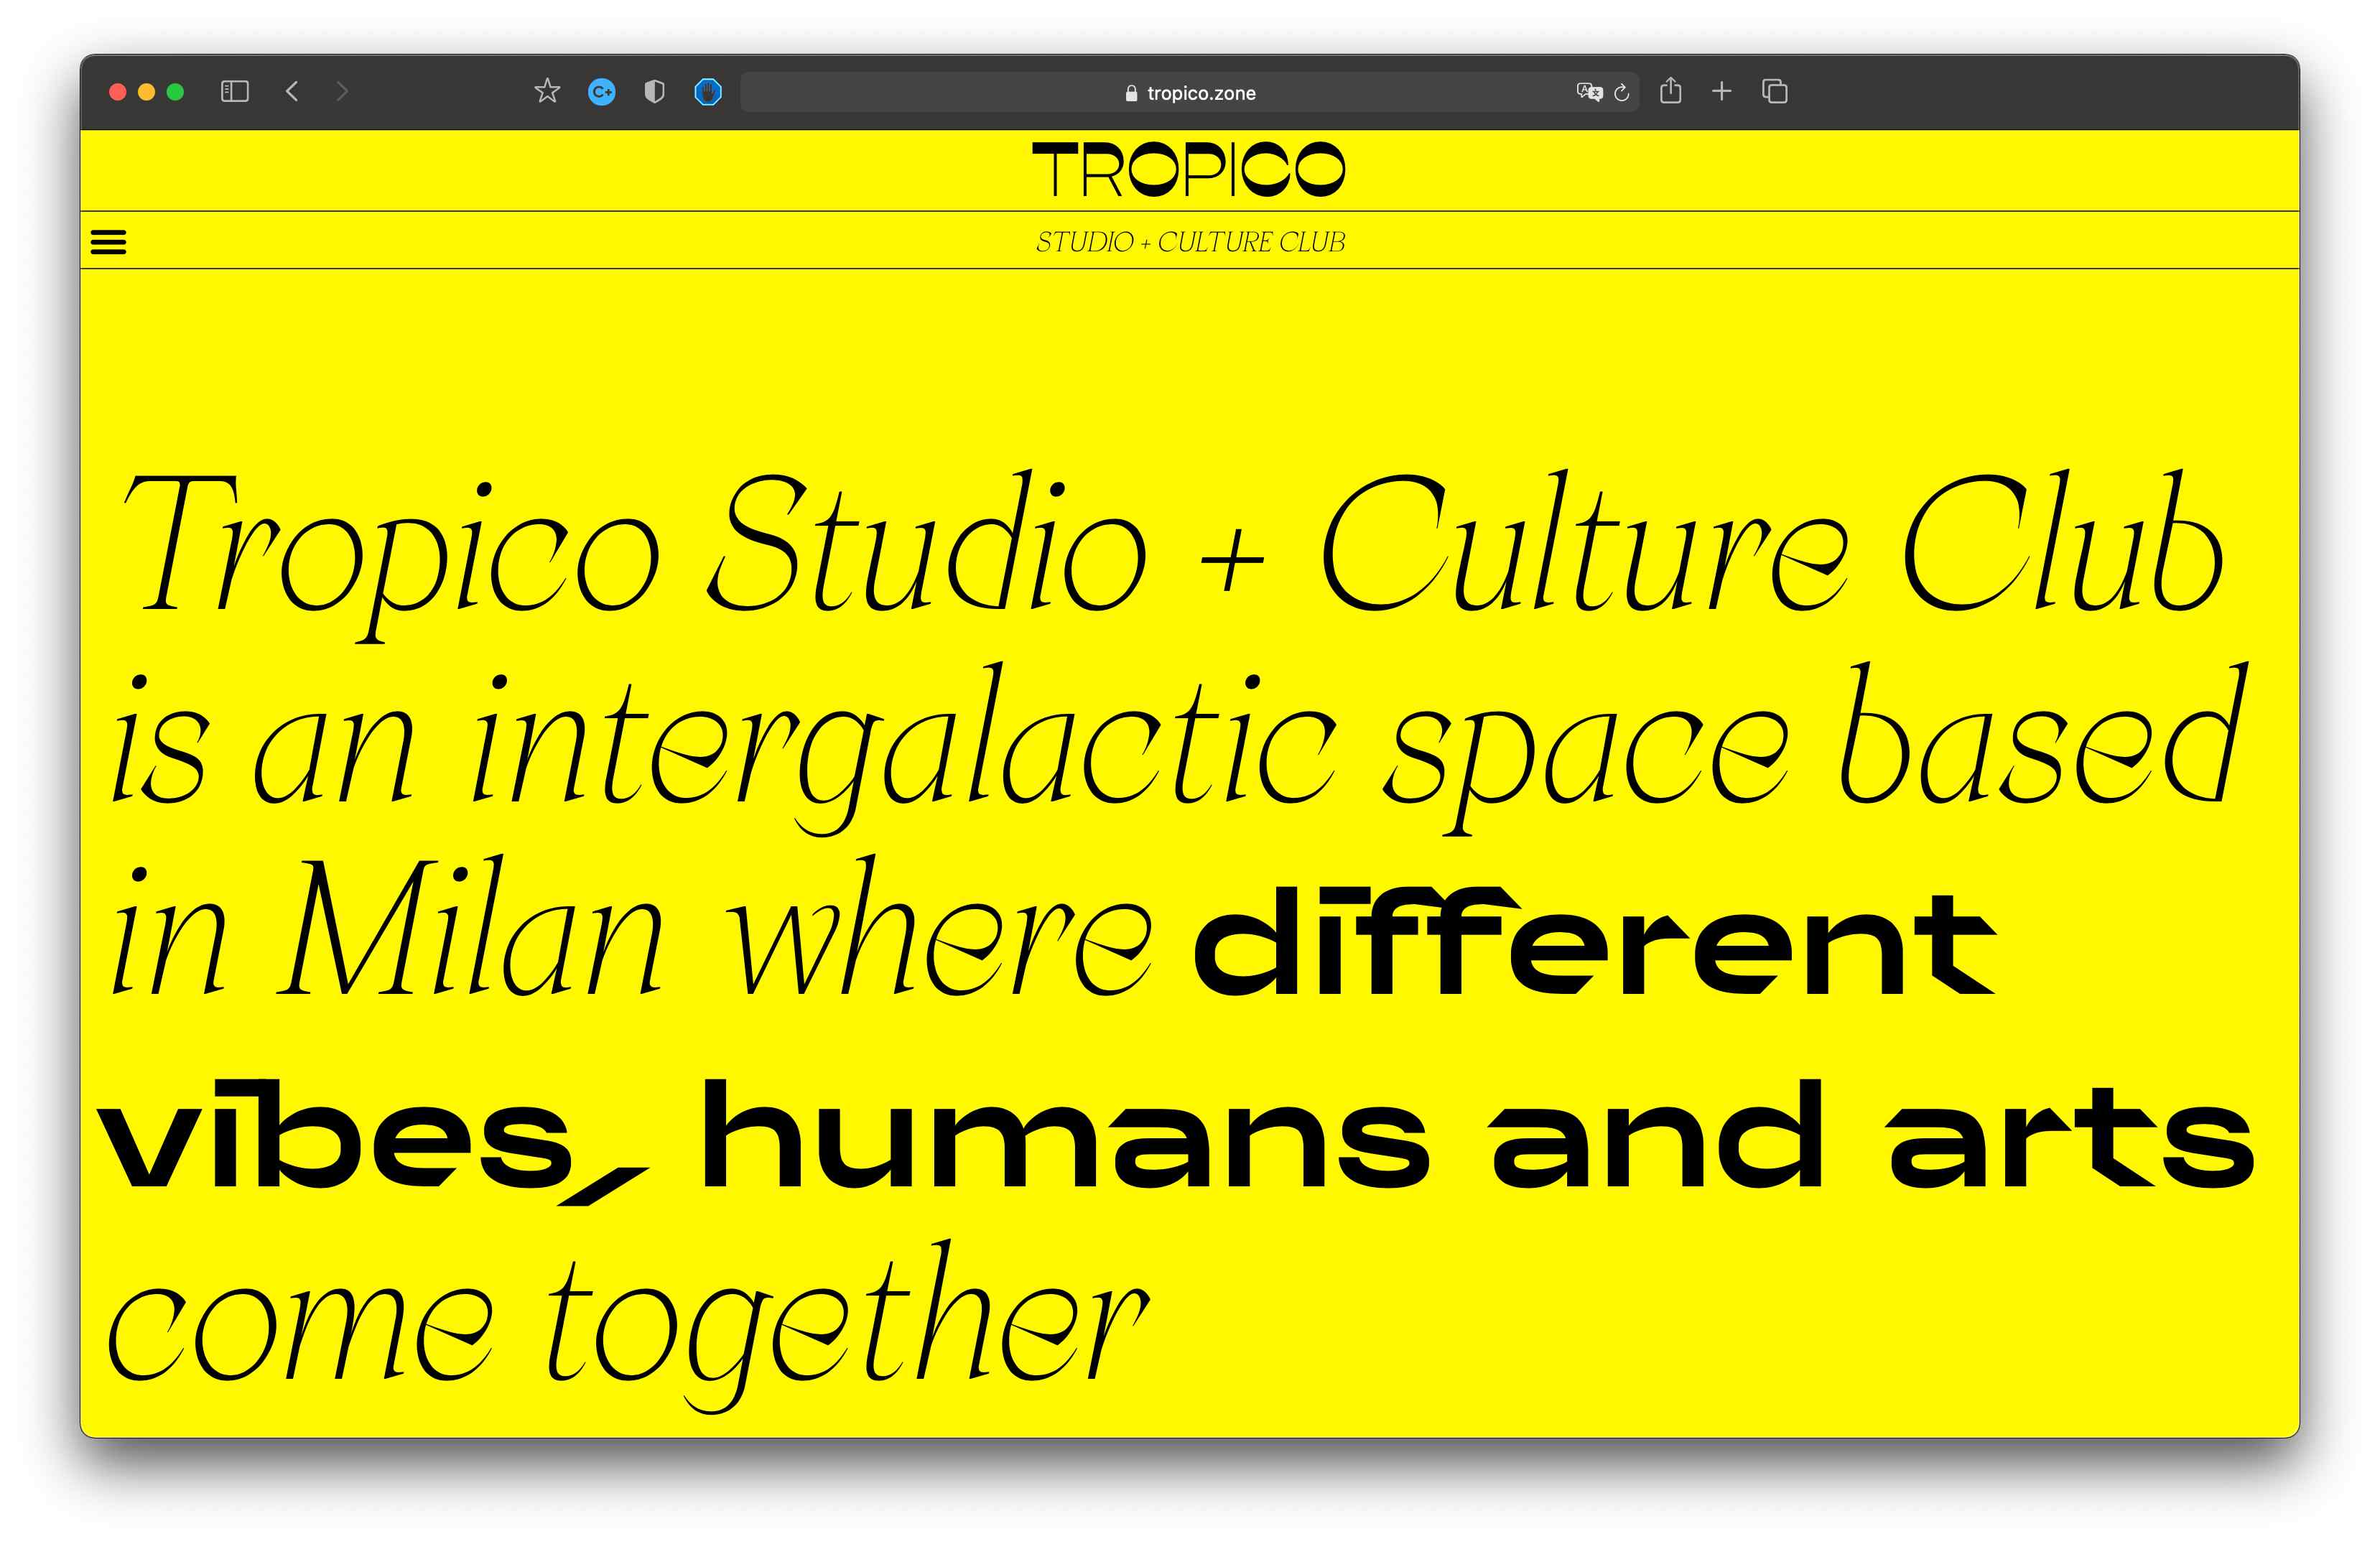 tropico.zone
TROPICO
STUDIO + CULTURE CLUB
Tropico Studio + Culture Club
is an intergalactic space based
in Milan where different
vibes, humans and arts
come together